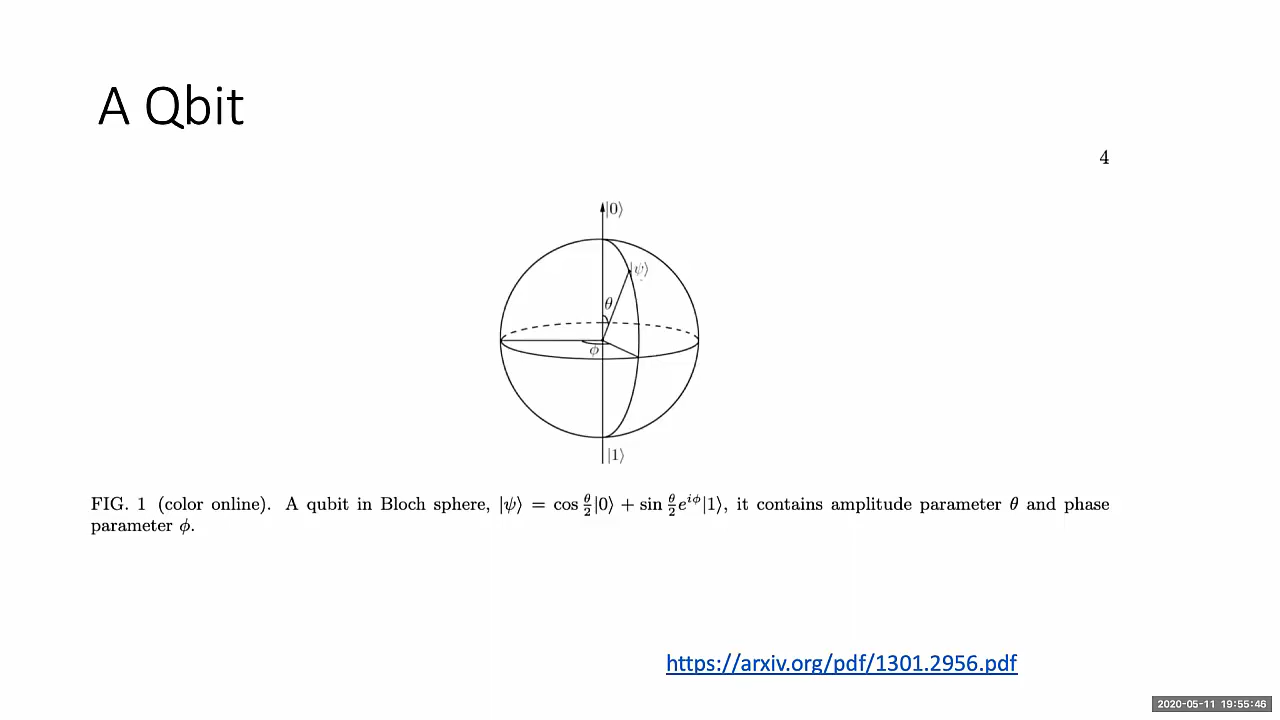 A Qbit
4
|0⟩
|ψ⟩
θ
ϕ
|1⟩
FIG. 1 (color online). A qubit in Bloch sphere, |ψ⟩ = cos θ/2|0⟩ + sin θ/2 e^{iϕ}|1⟩, it contains amplitude parameter θ and phase
parameter ϕ.
https://arxiv.org/pdf/1301.2956.pdf
2020-05-11 19:55:46